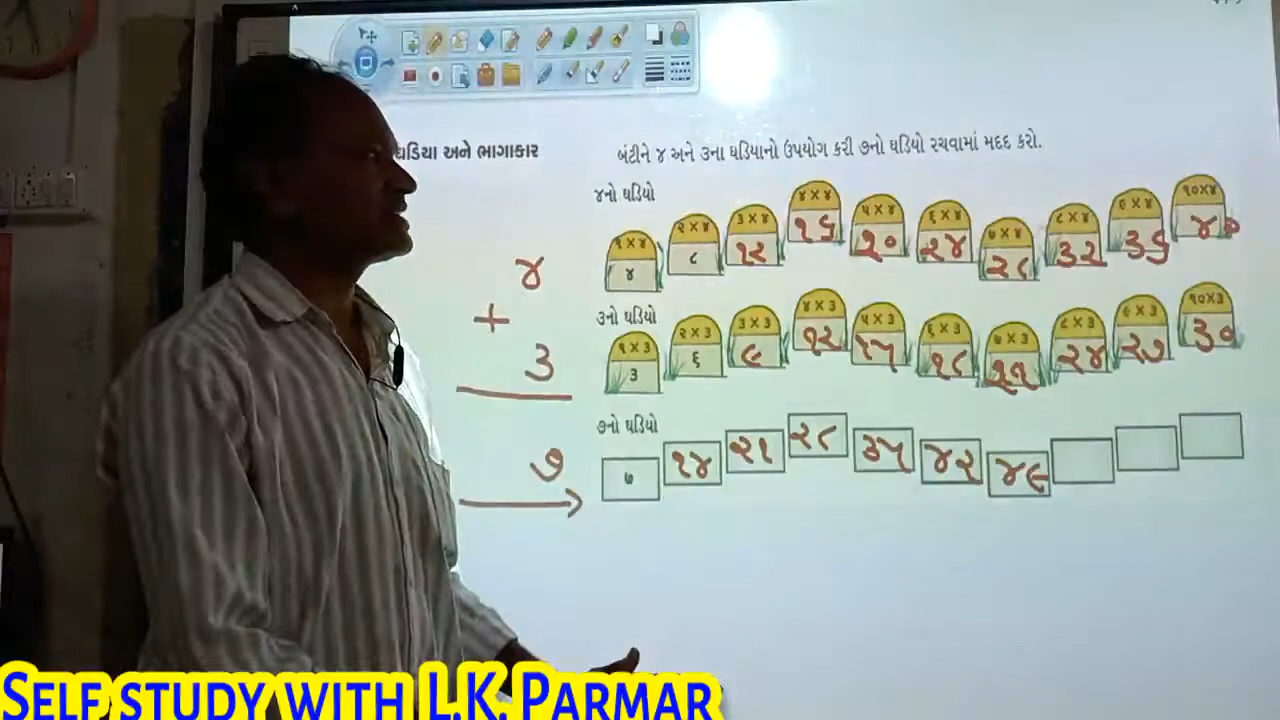 ઘડિયા અને ભાગાકાર
બંટીને ૪ અને ૩ના ઘડિયાનો ઉપયોગ કરી ૭નો ઘડિયો રચવામાં મદદ કરો.
૪નો ઘડિયો
૧ X ૪ ૨ X ૪ ૩ X ૪ ૪ X ૪ ૫ X ૪ ૬ X ૪ ૭ X ૪ ૮ X ૪ ૯ X ૪ ૧૦X૪
૪ ૮ ૧૨ ૧૬ ૨૦ ૨૪ ૨૮ ૩૨ ૩૬ ૪૦
૩નો ઘડિયો
૧ X ૩ ૨ X ૩ ૩ X ૩ ૪ X ૩ ૫ X ૩ ૬ X ૩ ૭ X ૩ ૮ X ૩ ૯ X ૩ ૧૦X૩
૩ ૬ ૯ ૧૨ ૧૫ ૧૮ ૨૧ ૨૪ ૨૭ ૩૦
૭નો ઘડિયો
૭ ૧૪ ૨૧ ૨૮ ૩૫ ૪૨ ૪૯
૪
+
૩
૭
SELF STUDY WITH L.K. PARMAR